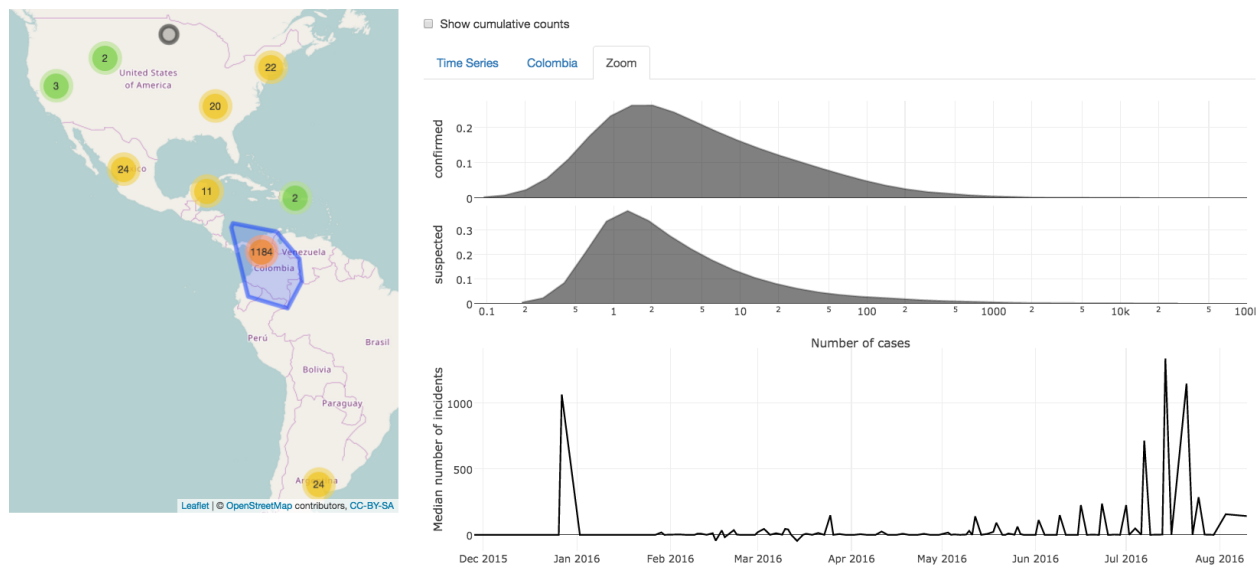 2
22
United States
of America
3
20
24
ico
11
2
1184
Venezuela
Colombia
Perú
Brasil
Bolivia
Paraguay
Ar
a
24
Leaflet | © OpenStreetMap contributors, CC-BY-SA
Show cumulative counts
Time Series
Colombia
Zoom
confirmed
0.2
0.1
0
suspected
0.3
0.2
0.1
0
0.1 2 5 1 2 5 10 2 5 100 2 5 1000 2 5 10k 2 5 100
Number of cases
Median number of incidents
1000
500
0
Dec 2015 Jan 2016 Feb 2016 Mar 2016 Apr 2016 May 2016 Jun 2016 Jul 2016 Aug 2016